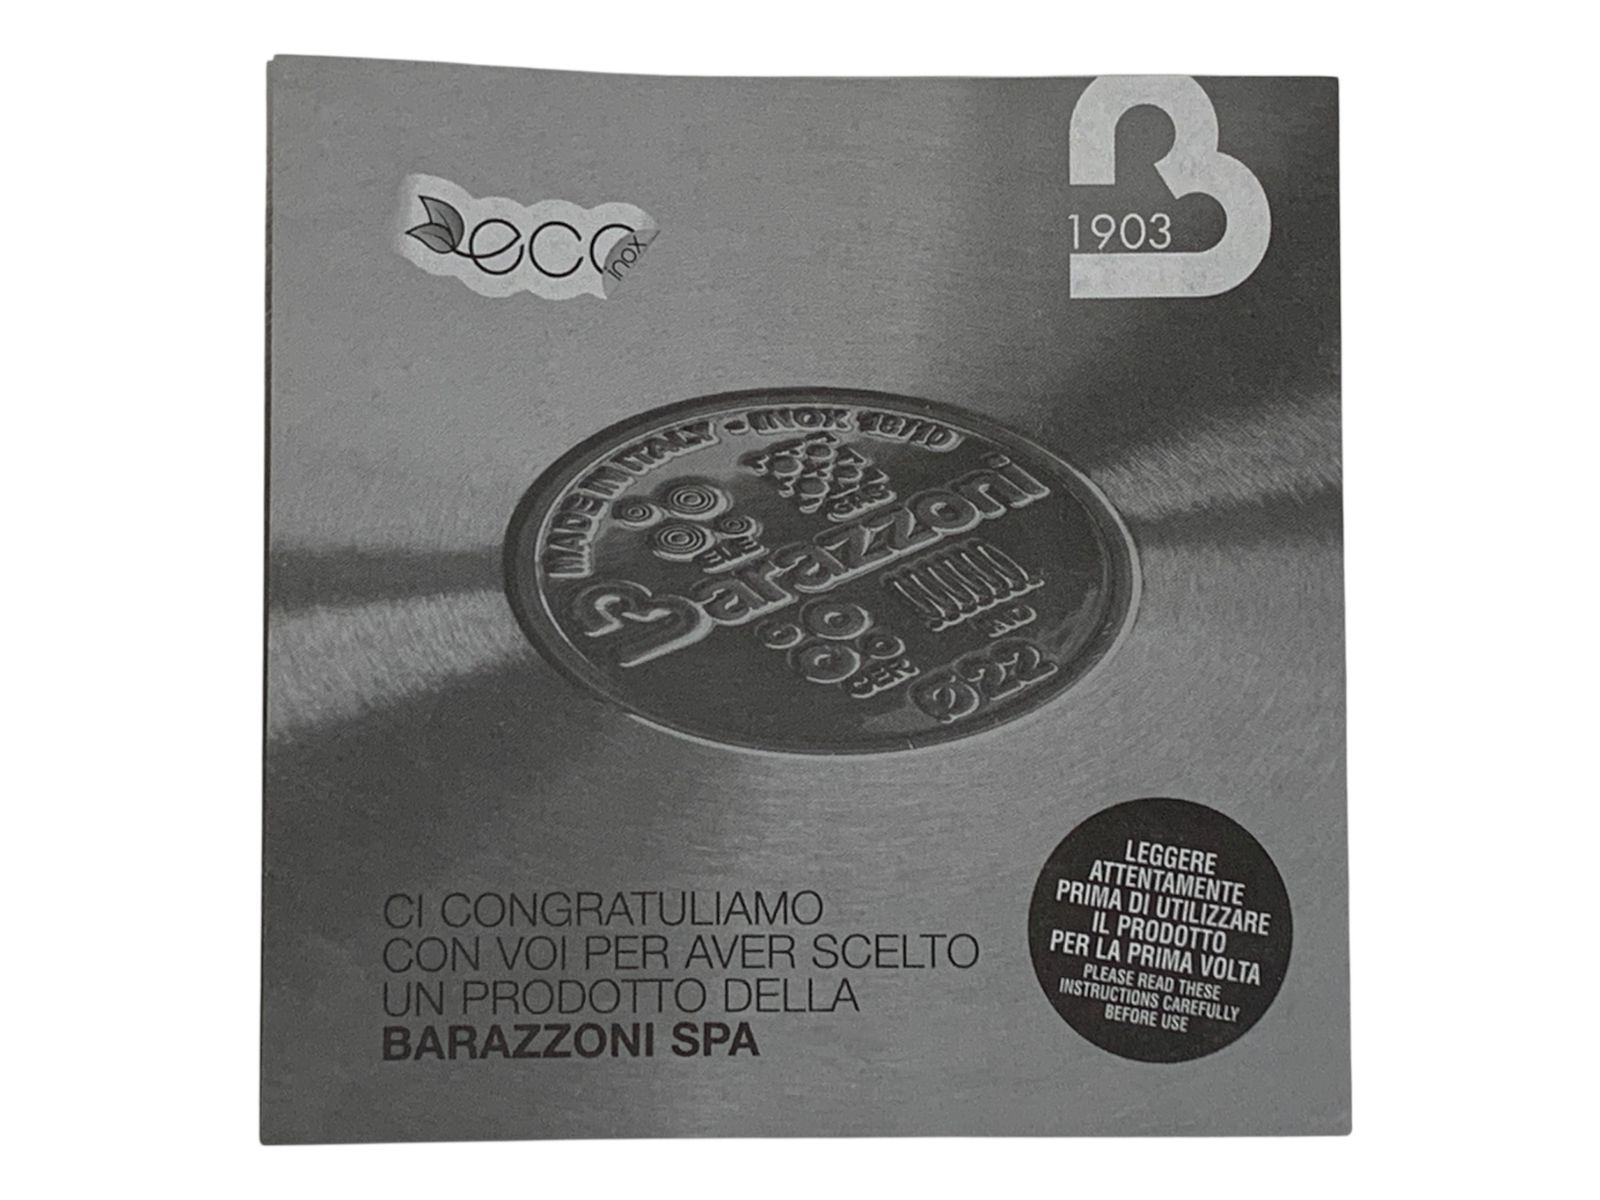 eco
inox
B
1903
MADE IN ITALY • INOX 18/10
GAS
ELE
Barazzoni
CER
Ø22
CI CONGRATULIAMO
CON VOI PER AVER SCELTO
UN PRODOTTO DELLA
BARAZZONI SPA
LEGGERE
ATTENTAMENTE
PRIMA DI UTILIZZARE
IL PRODOTTO
PER LA PRIMA VOLTA
PLEASE READ THESE
INSTRUCTIONS CAREFULLY
BEFORE USE